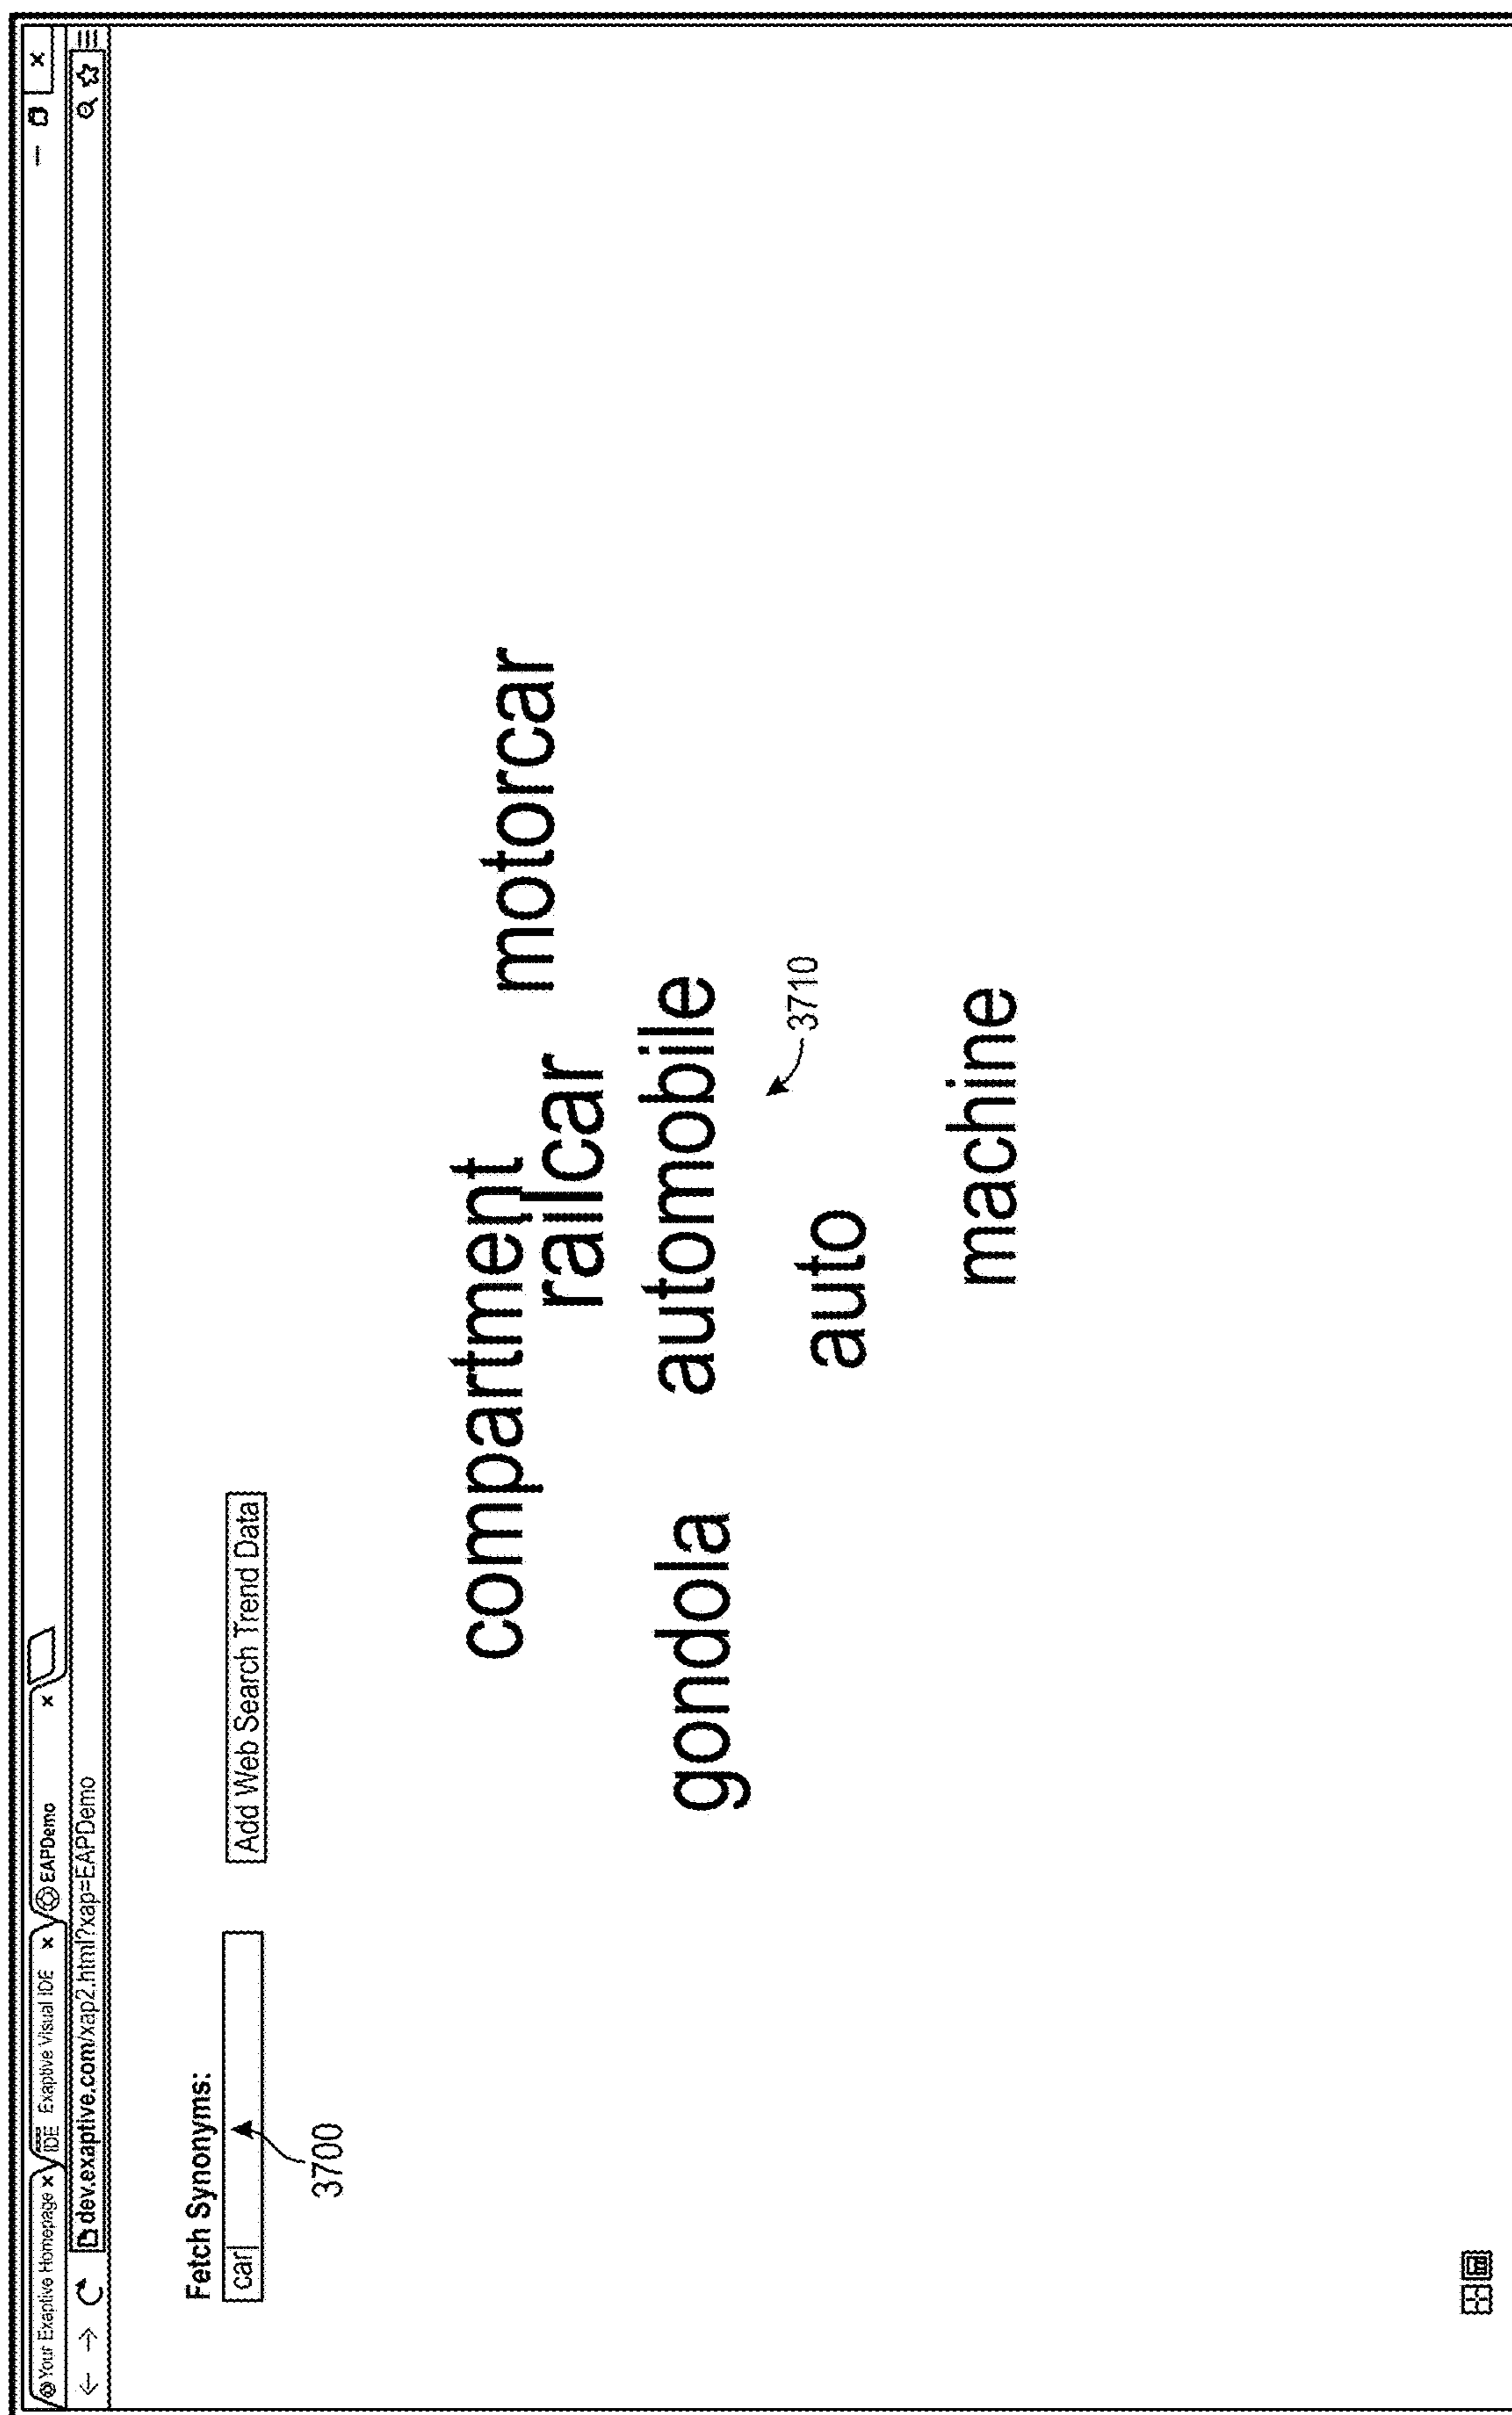 Your Exaptive Homepage × IDE Exaptive Visual IDE × EAPDemo ×
dev.exaptive.com/xap2.html?xap=EAPDemo
Fetch Synonyms:
car
Add Web Search Trend Data
3700
compartment
motorcar
railcar
gondola
automobile
3710
auto
machine